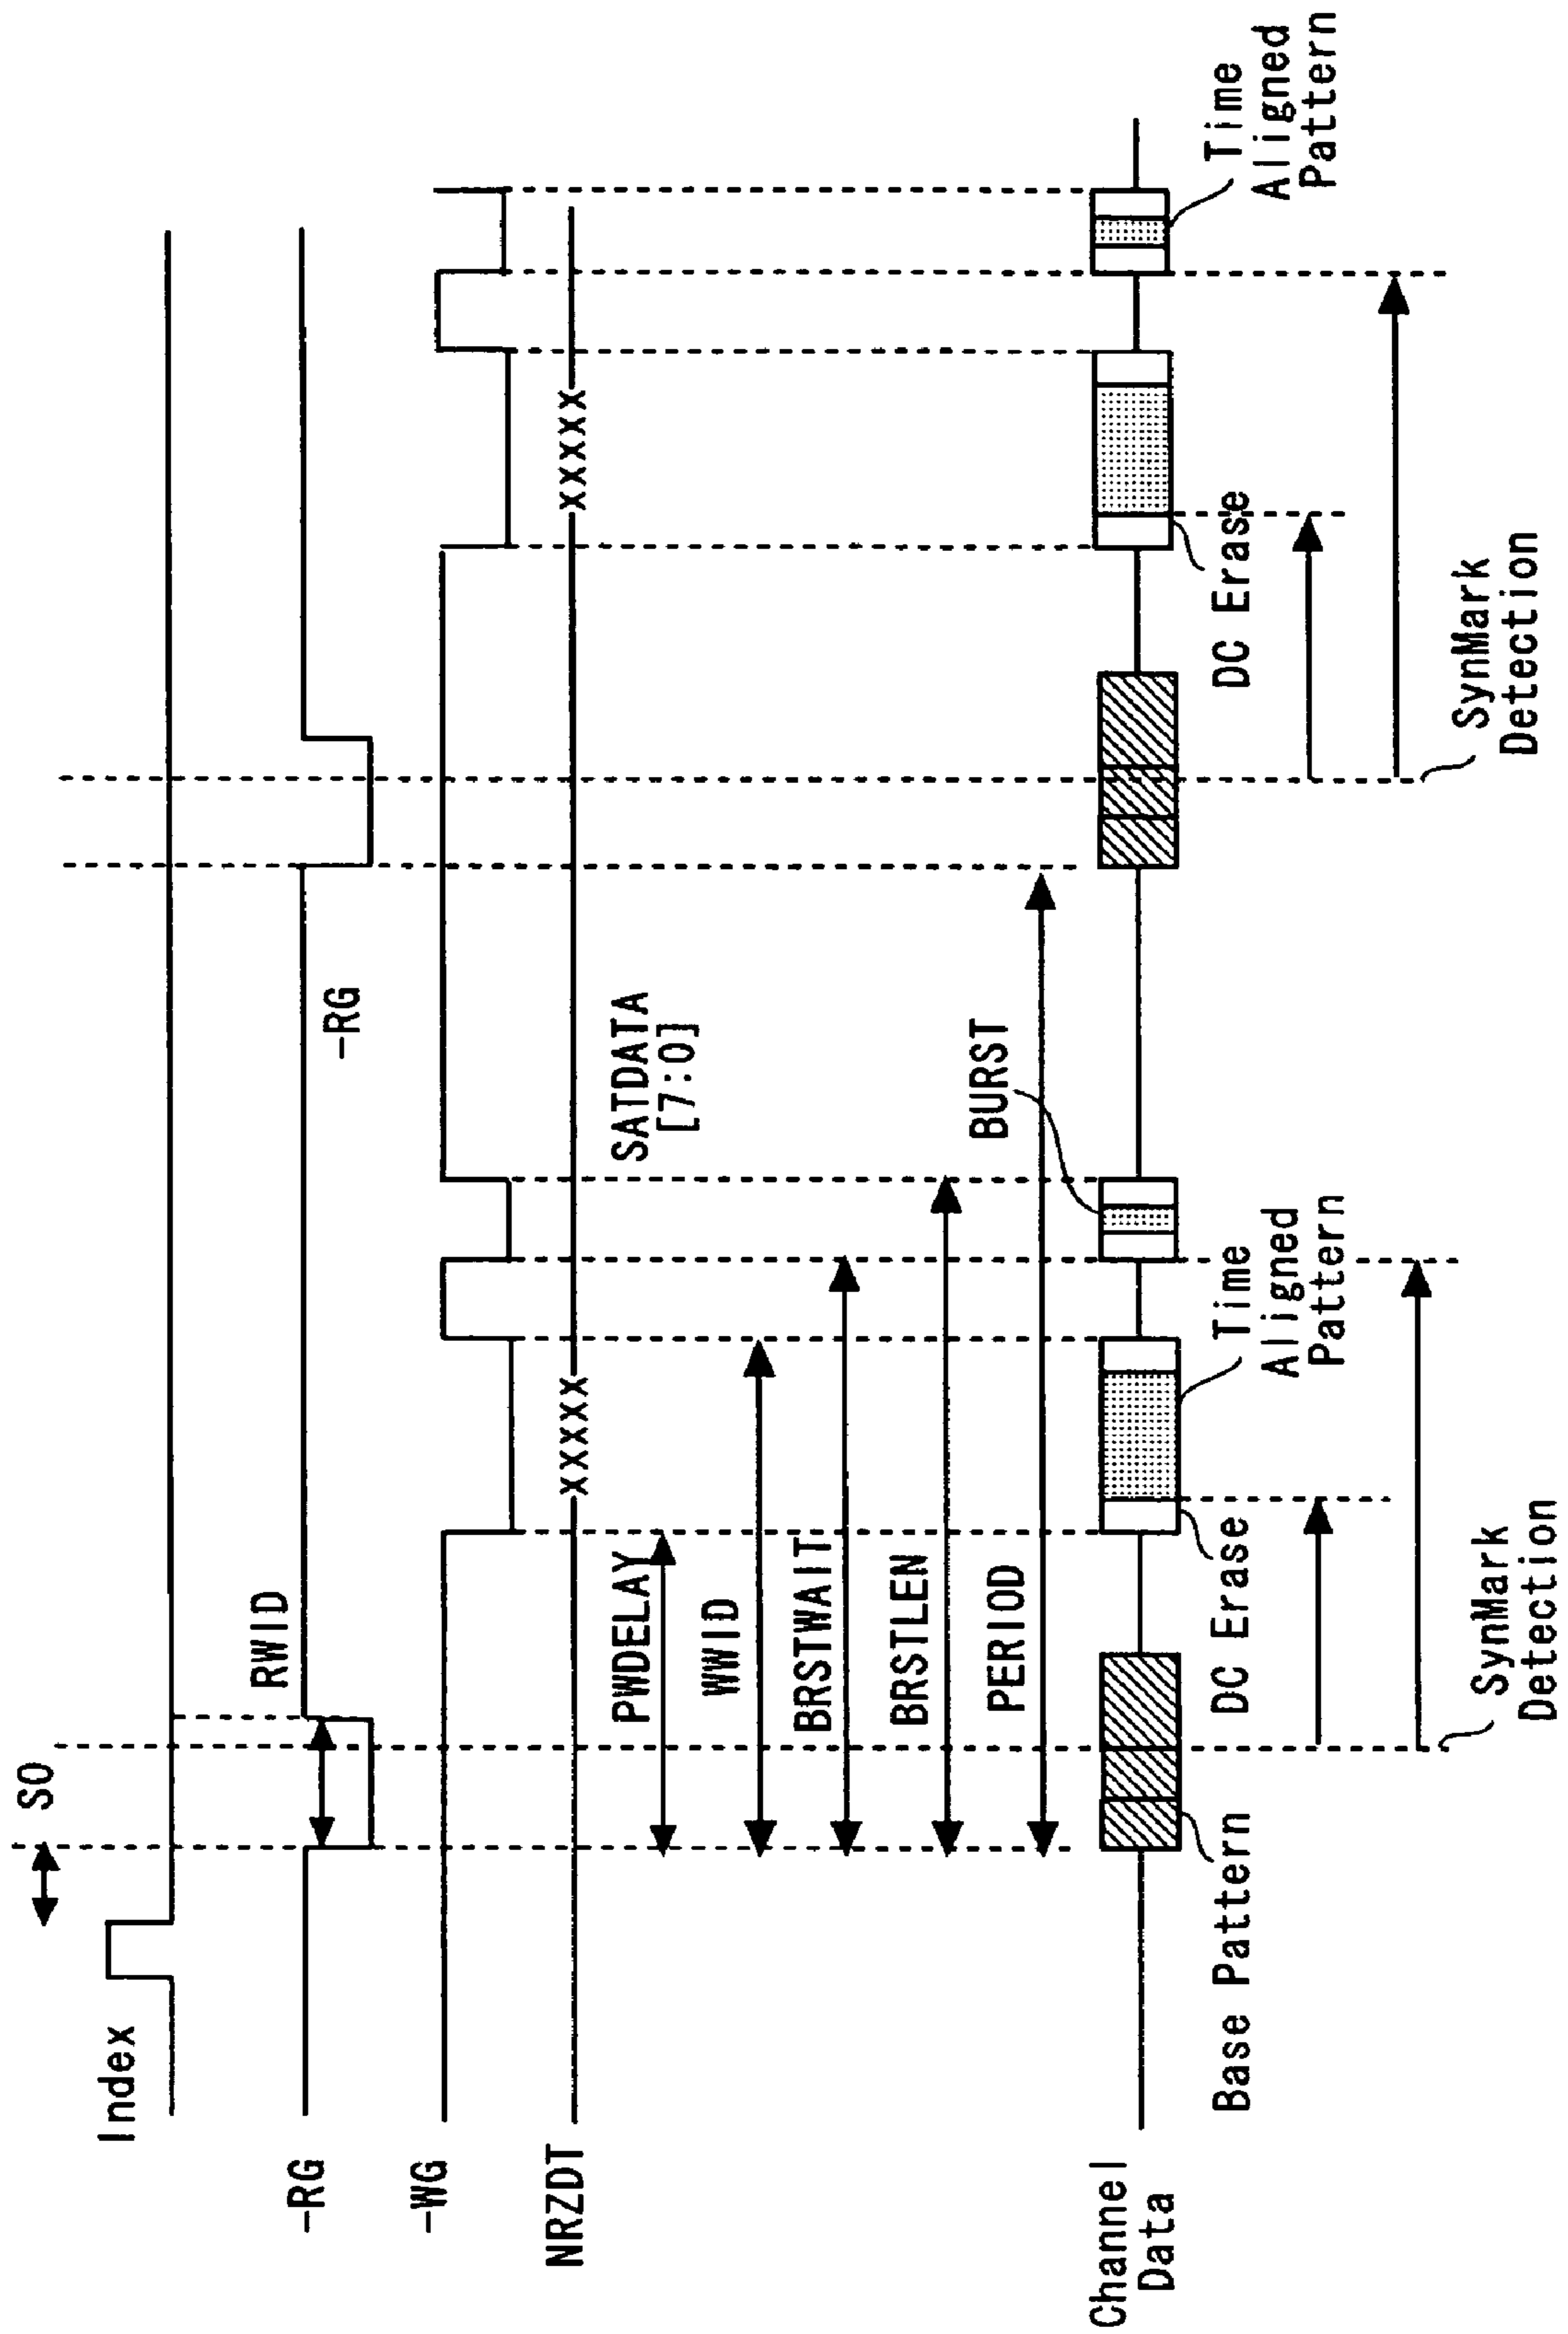 Index
SO
-RG
RWID
-RG
-WG
NRZDT
xxxxx
xxxxx
SATDATA
[7:0]
PWDELAY
WWID
BRSTWAIT
BRSTLEN
PERIOD
BURST
Channel
Data
Base Pattern
DC Erase
Time
Aligned
Pattern
DC Erase
Time
Aligned
Pattern
SynMark
Detection
SynMark
Detection